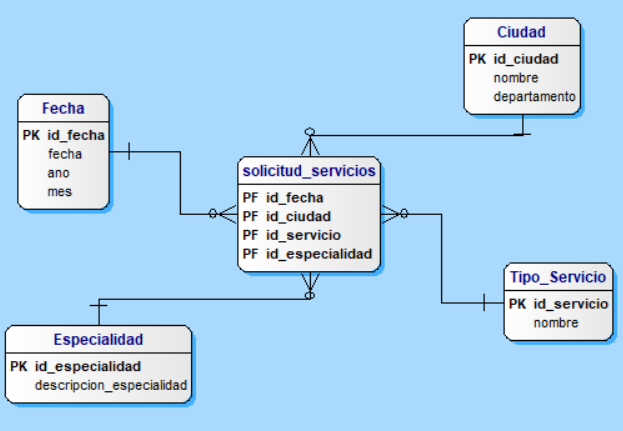 Ciudad
PK id_ciudad
nombre
departamento
Fecha
PK id_fecha
fecha
ano
mes
solicitud_servicios
PF id_fecha
PF id_ciudad
PF id_servicio
PF id_especialidad
Tipo_Servicio
PK id_servicio
nombre
Especialidad
PK id_especialidad
descripcion_especialidad